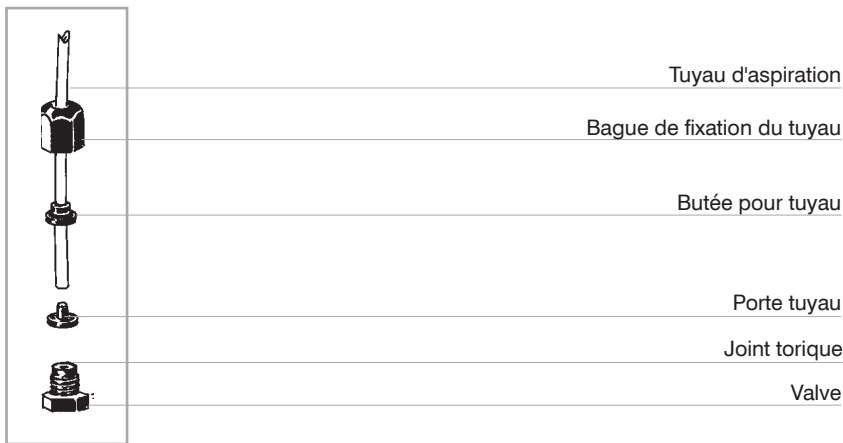 Tuyau d'aspiration
Bague de fixation du tuyau
Butée pour tuyau
Porte tuyau
Joint torique
Valve